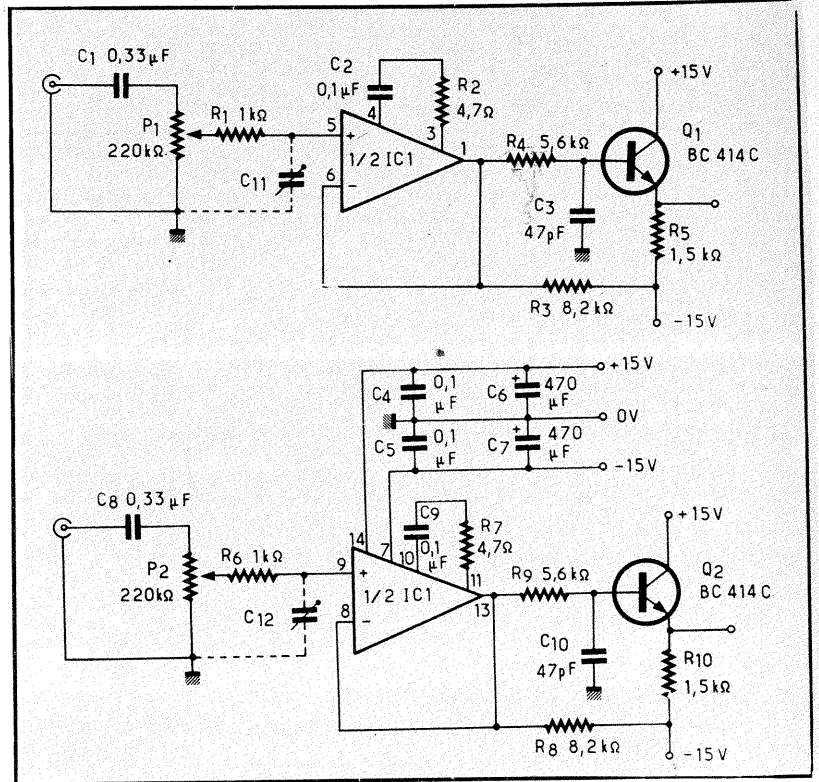 C1 0,33µF
C2
0,1µF
R2
4,7Ω
+15V
P1
220kΩ
R1 1kΩ
4
3
5
+
1/2 IC1
1
6
−
R4 5,6kΩ
Q1
BC 414C
C11
C3
47pF
R5
1,5kΩ
R3 8,2kΩ
-15V
+15V
C4
0,1
µF
C6
+
470
µF
0V
C5
0,1
µF
C7
+
470
µF
-15V
C8 0,33µF
C9
0,1
µF
R7
4,7Ω
+15V
14
7
10
11
P2
220kΩ
R6 1kΩ
9
+
1/2 IC1
13
8
−
R9 5,6kΩ
Q2
BC 414C
C12
C10
47pF
R10
1,5kΩ
R8 8,2kΩ
-15V